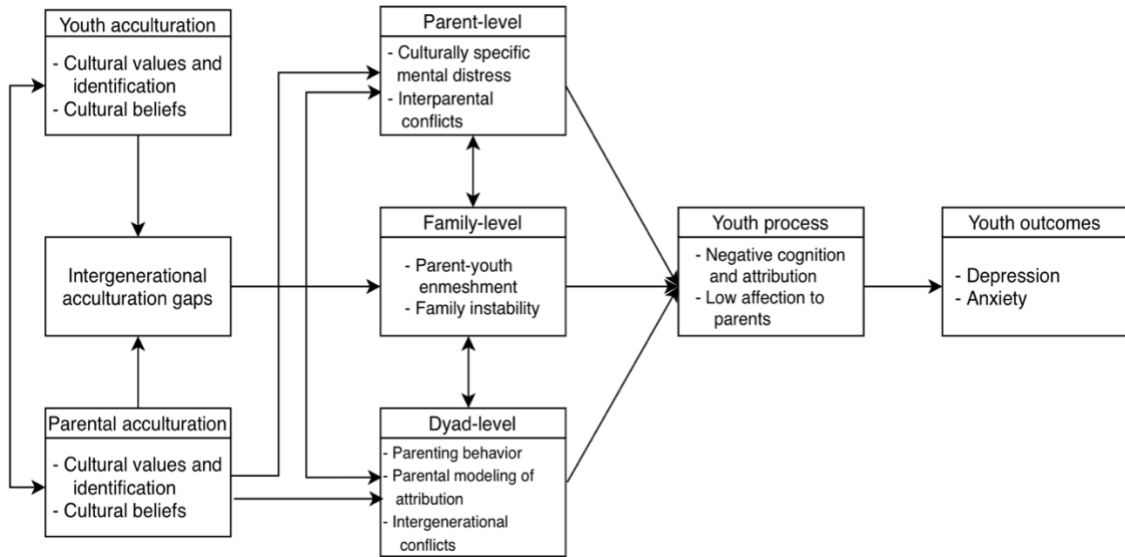 Youth acculturation
- Cultural values and
identification
- Cultural beliefs
Intergenerational
acculturation gaps
Parental acculturation
- Cultural values and
identification
- Cultural beliefs
Parent-level
- Culturally specific
mental distress
- Interparental
conflicts
Family-level
- Parent-youth
enmeshment
- Family instability
Dyad-level
- Parenting behavior
- Parental modeling of
attribution
- Intergenerational
conflicts
Youth process
- Negative cognition
and attribution
- Low affection to
parents
Youth outcomes
- Depression
- Anxiety